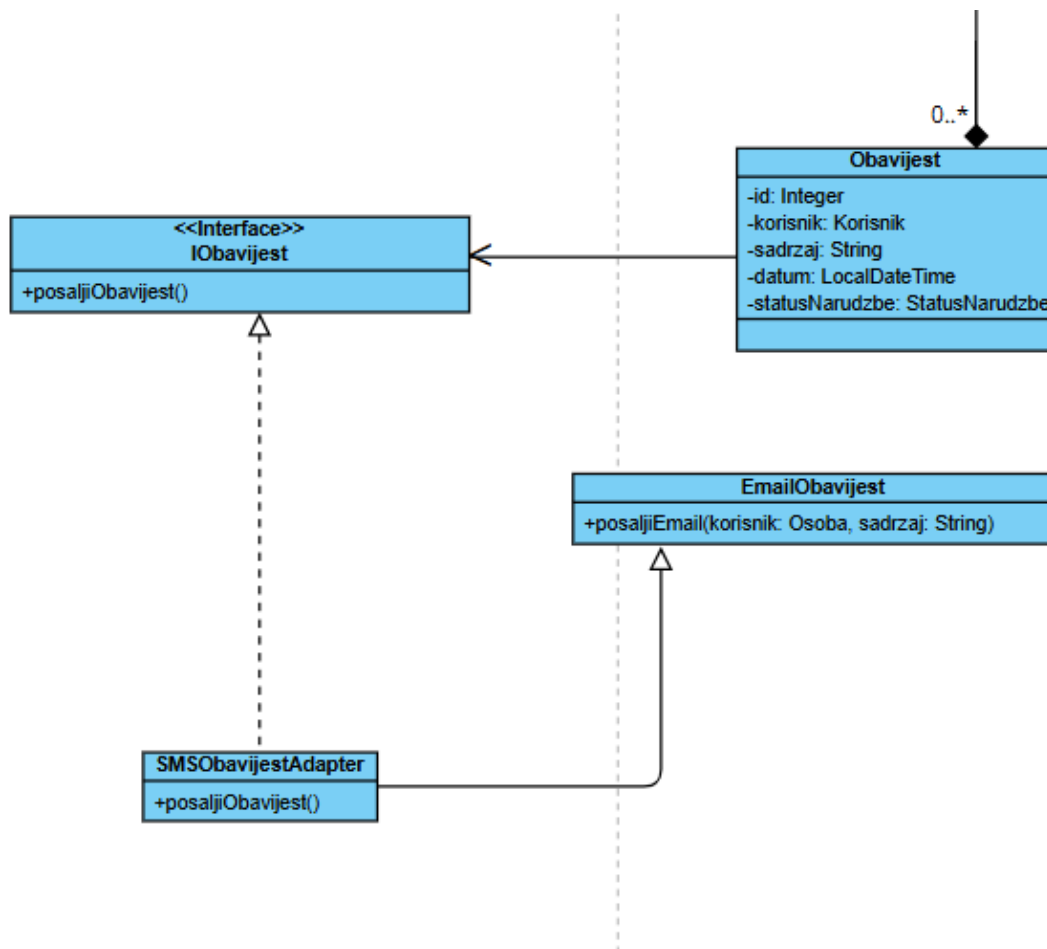 0..*
Obavijest
-id: Integer
-korisnik: Korisnik
-sadrzaj: String
-datum: LocalDateTime
-statusNarudzbe: StatusNarudzbe
<<Interface>>
IObavijest
+posaljiObavijest()
EmailObavijest
+posaljiEmail(korisnik: Osoba, sadrzaj: String)
SMSObavijestAdapter
+posaljiObavijest()